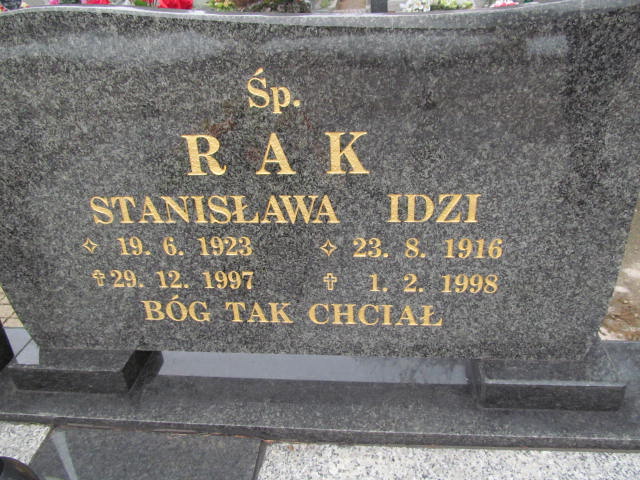 Śp.
RAK
STANISŁAWA IDZI
✧ 19. 6. 1923 ✧ 23. 8. 1916
✞ 29. 12. 1997 ✞ 1. 2. 1998
BÓG TAK CHCIAŁ